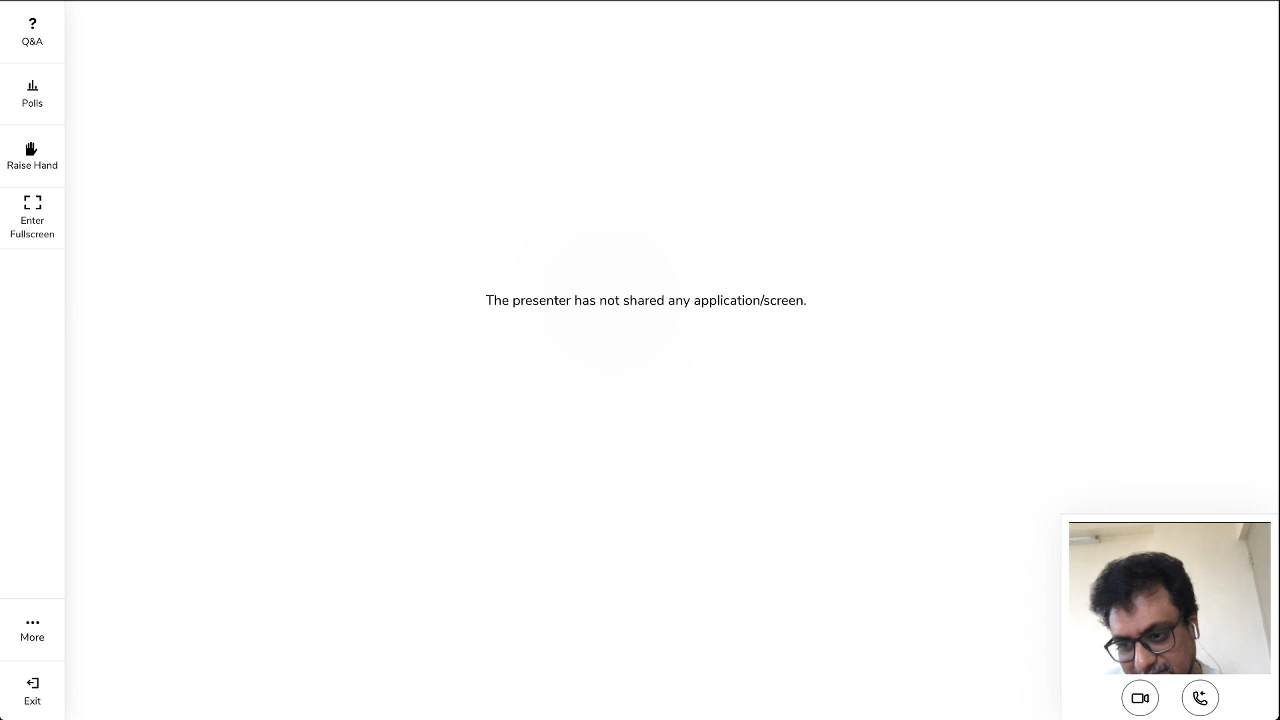 ?
Q&A
Polls
Raise Hand
Enter
Fullscreen
The presenter has not shared any application/screen.
More
Exit